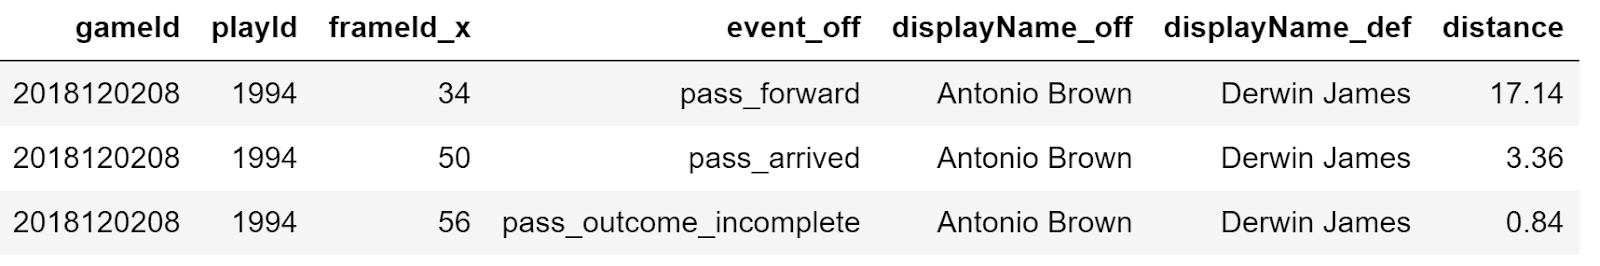 gameId playId frameId_x event_off displayName_off displayName_def distance
2018120208 1994 34 pass_forward Antonio Brown Derwin James 17.14
2018120208 1994 50 pass_arrived Antonio Brown Derwin James 3.36
2018120208 1994 56 pass_outcome_incomplete Antonio Brown Derwin James 0.84